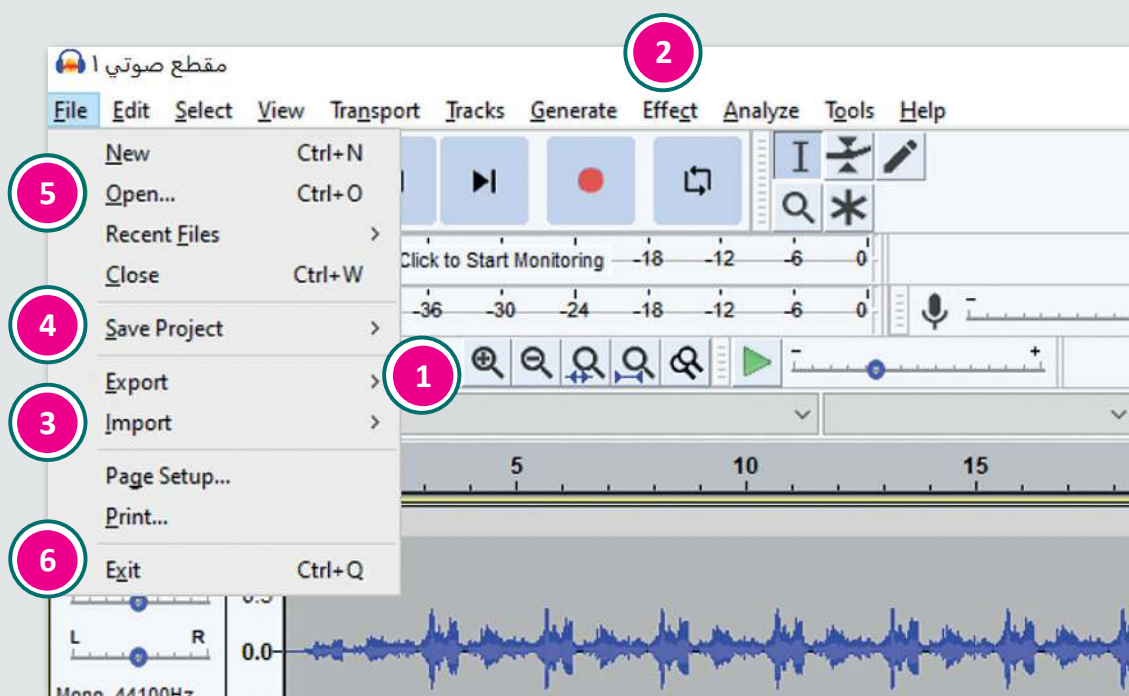 2
مقطع صوتي ١
File Edit Select View Transport Tracks Generate Effect Analyze Tools Help
New Ctrl+N
5
Open... Ctrl+O
Recent Files >
Click to Start Monitoring -18 -12 -6 0
Close Ctrl+W
-36 -30 -24 -18 -12 -6 0
4
Save Project >
1
Export >
3
Import >
5 10 15
Page Setup...
Print...
6
Exit Ctrl+Q
L R
0.0
Mono, 44100Hz